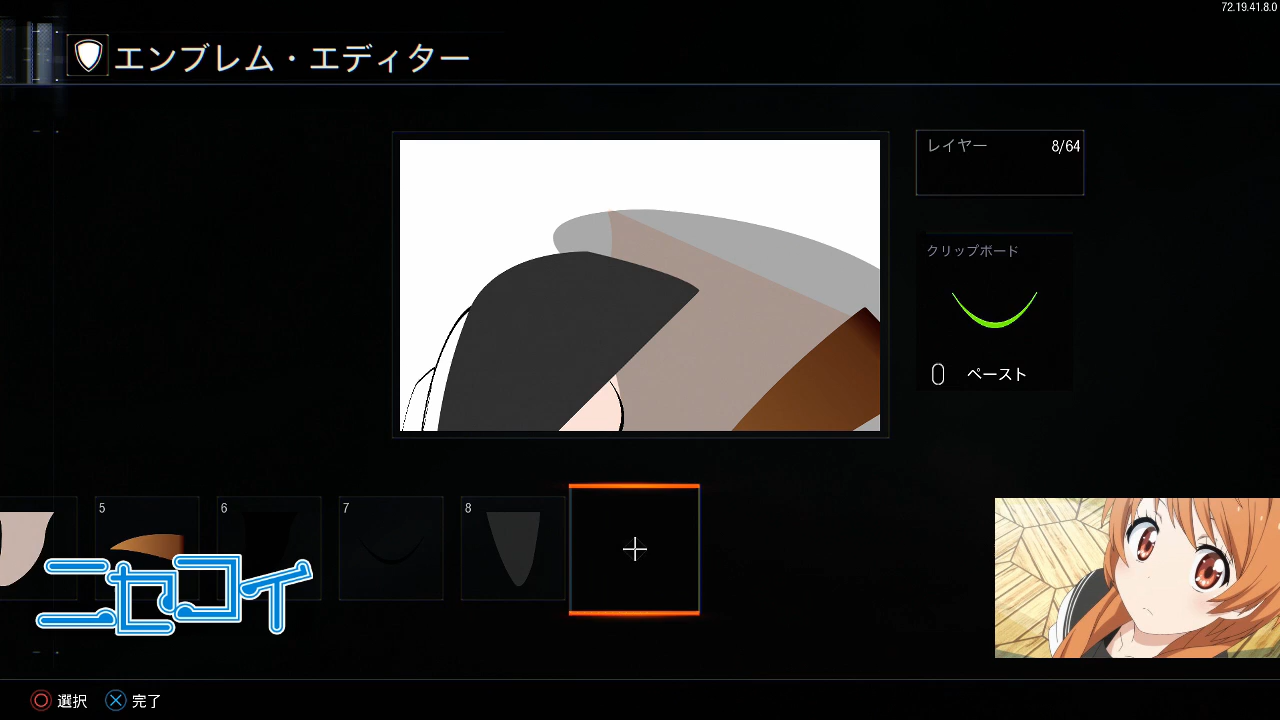 72.19.41.8.0
エンブレム・エディター
レイヤー 8/64
クリップボード
ペースト
5 6 7 8
ニセコイ
選択 完了